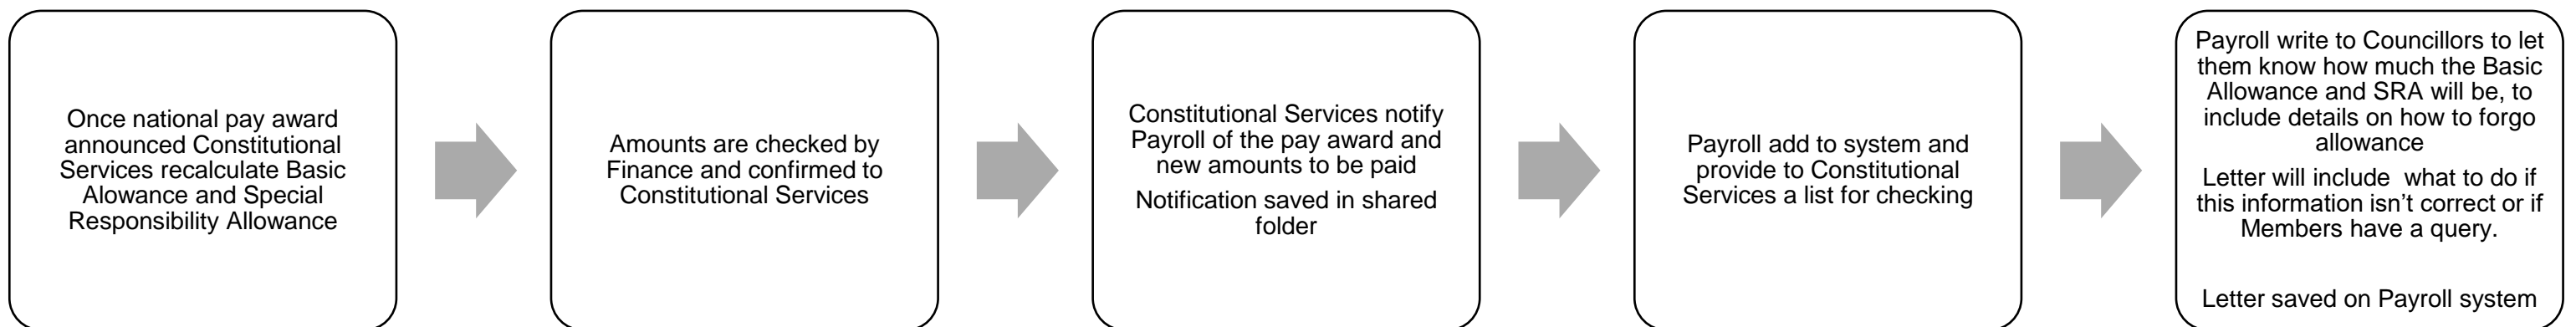 Once national pay award
announced Constitutional
Services recalculate Basic
Alowance and Special
Responsibility Allowance
Amounts are checked by
Finance and confirmed to
Constitutional Services
Constitutional Services notify
Payroll of the pay award and
new amounts to be paid
Notification saved in shared
folder
Payroll add to system and
provide to Constitutional
Services a list for checking
Payroll write to Councillors to let
them know how much the Basic
Allowance and SRA will be, to
include details on how to forgo
allowance
Letter will include  what to do if
this information isn't correct or if
Members have a query.
Letter saved on Payroll system